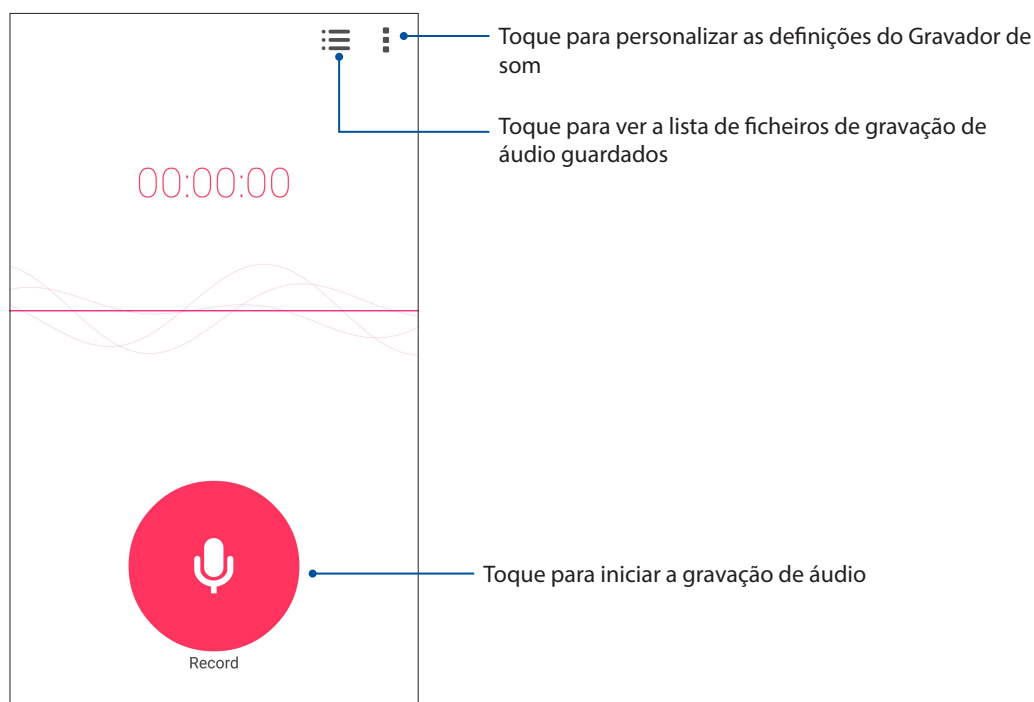 Toque para personalizar as definições do Gravador de
som
Toque para ver a lista de ficheiros de gravação de
áudio guardados
00:00:00
Toque para iniciar a gravação de áudio
Record